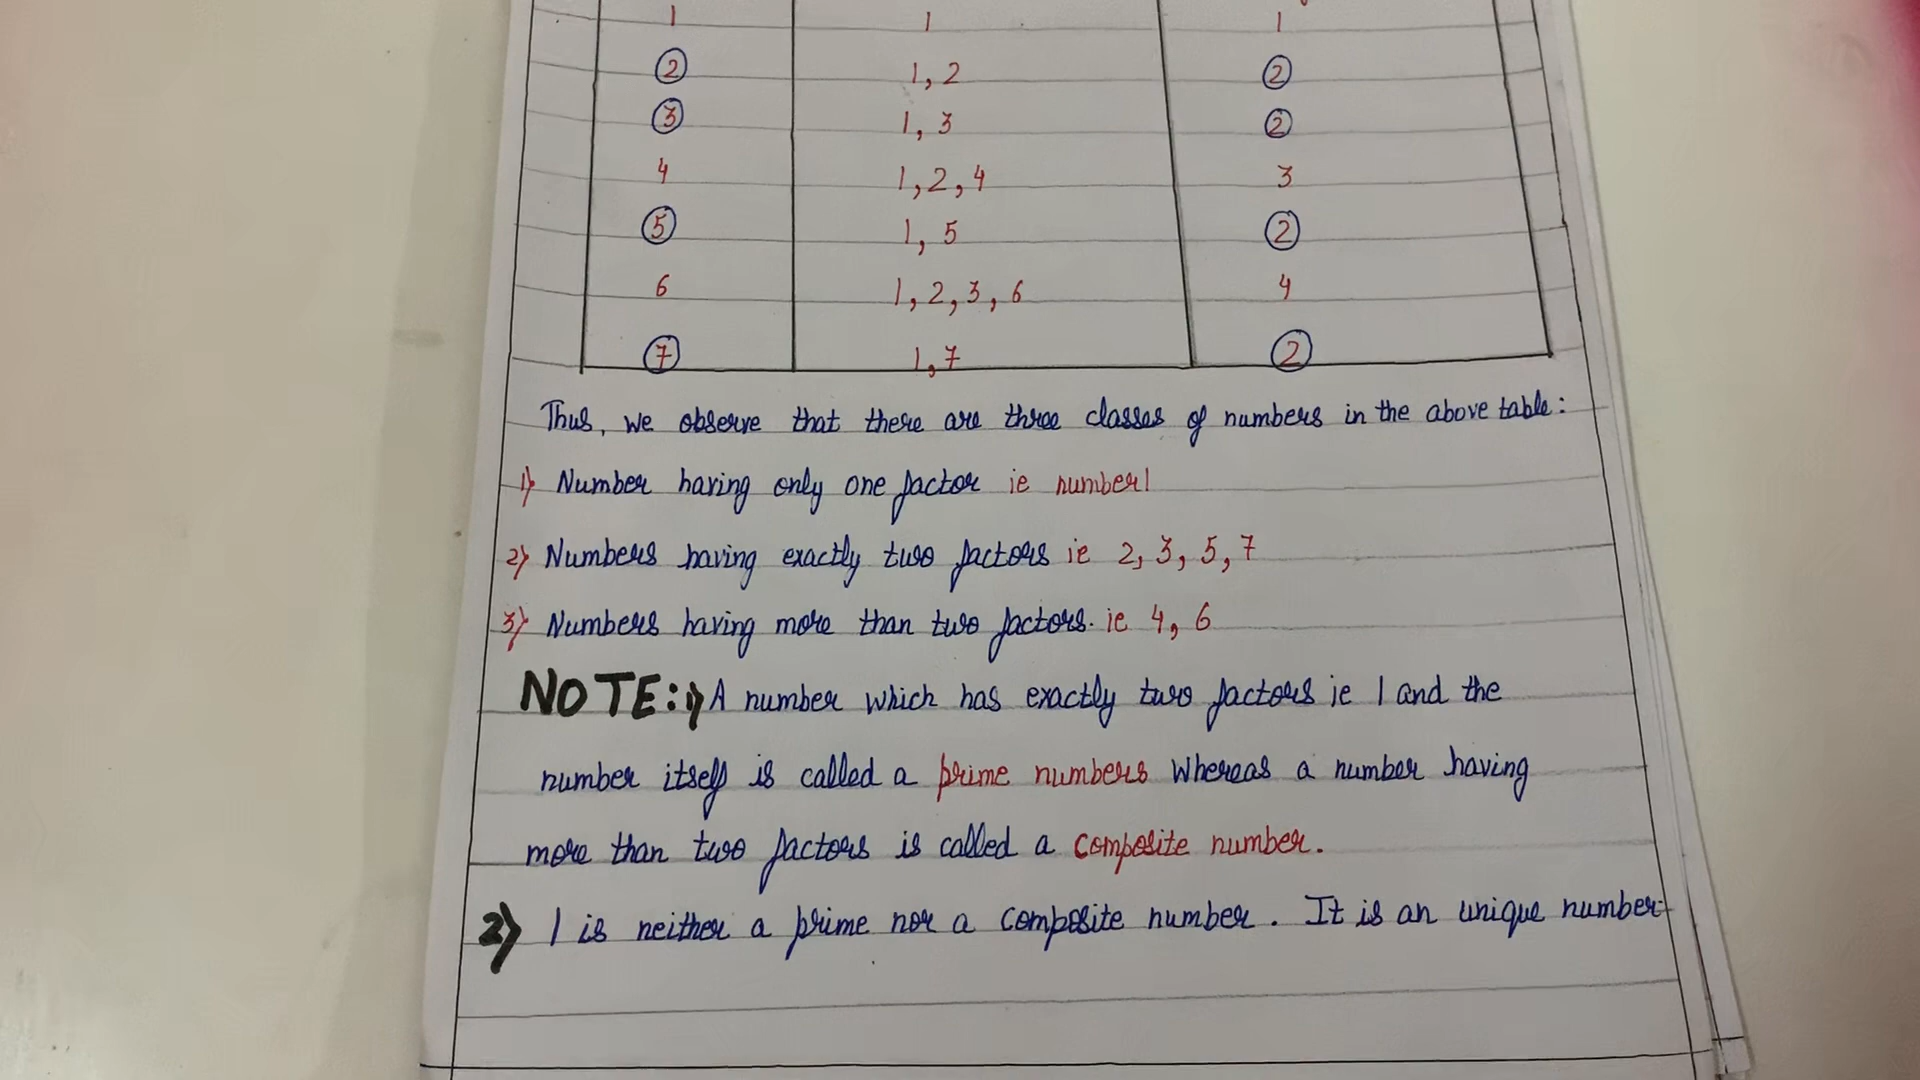 1 1 1
2 1, 2 2
3 1, 3 2
4 1, 2, 4 3
5 1, 5 2
6 1, 2, 3, 6 4
7 1, 7 2
Thus, we observe that there are three classes of numbers in the above table:
1) Number having only one factor ie number 1
2) Numbers having exactly two factors ie 2, 3, 5, 7
3) Numbers having more than two factors. ie 4, 6
NOTE: 1) A number which has exactly two factors ie 1 and the
number itself is called a prime numbers whereas a number having
more than two factors is called a composite number.
2) 1 is neither a prime nor a composite number. It is an unique number